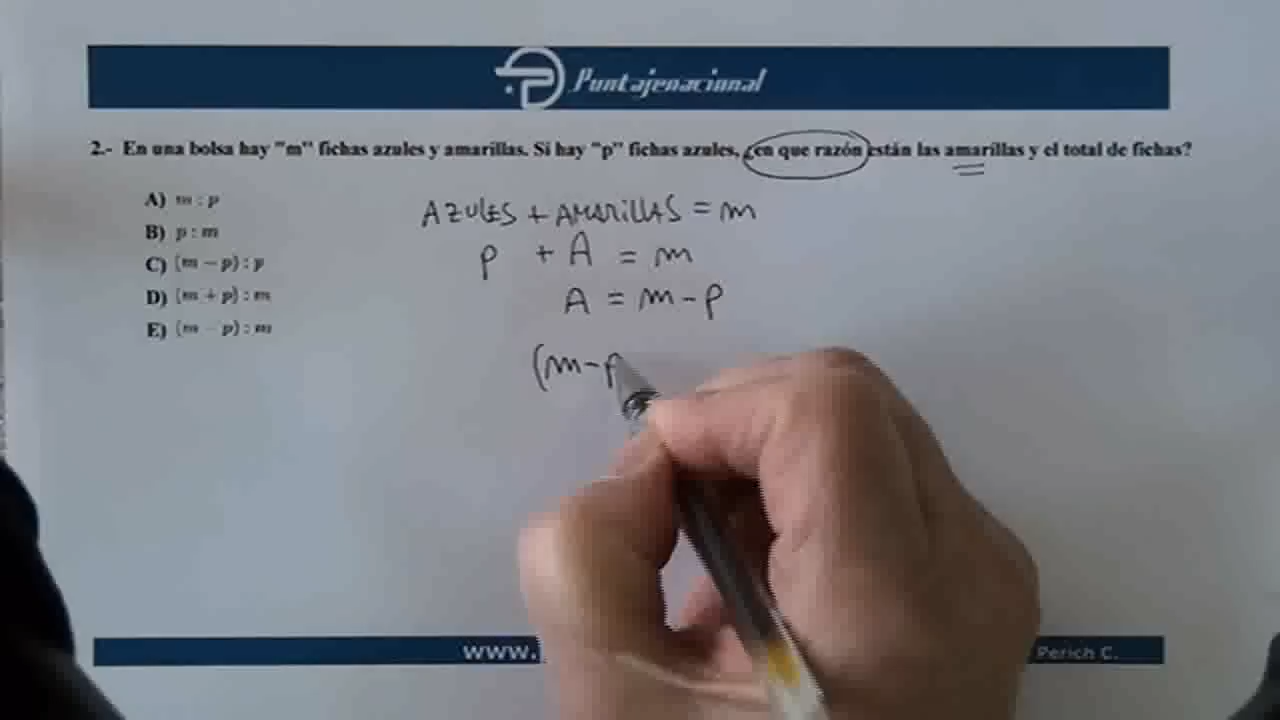 Puntajenacional
2.- En una bolsa hay "m" fichas azules y amarillas. Si hay "p" fichas azules, ¿en que razón están las amarillas y el total de fichas?
A) m : p
B) p : m
C) (m - p) : p
D) (m + p) : m
E) (m - p) : m
AZULES + AMARILLAS = m
p + A = m
A = m - p
(m-p
www.
Perich C.